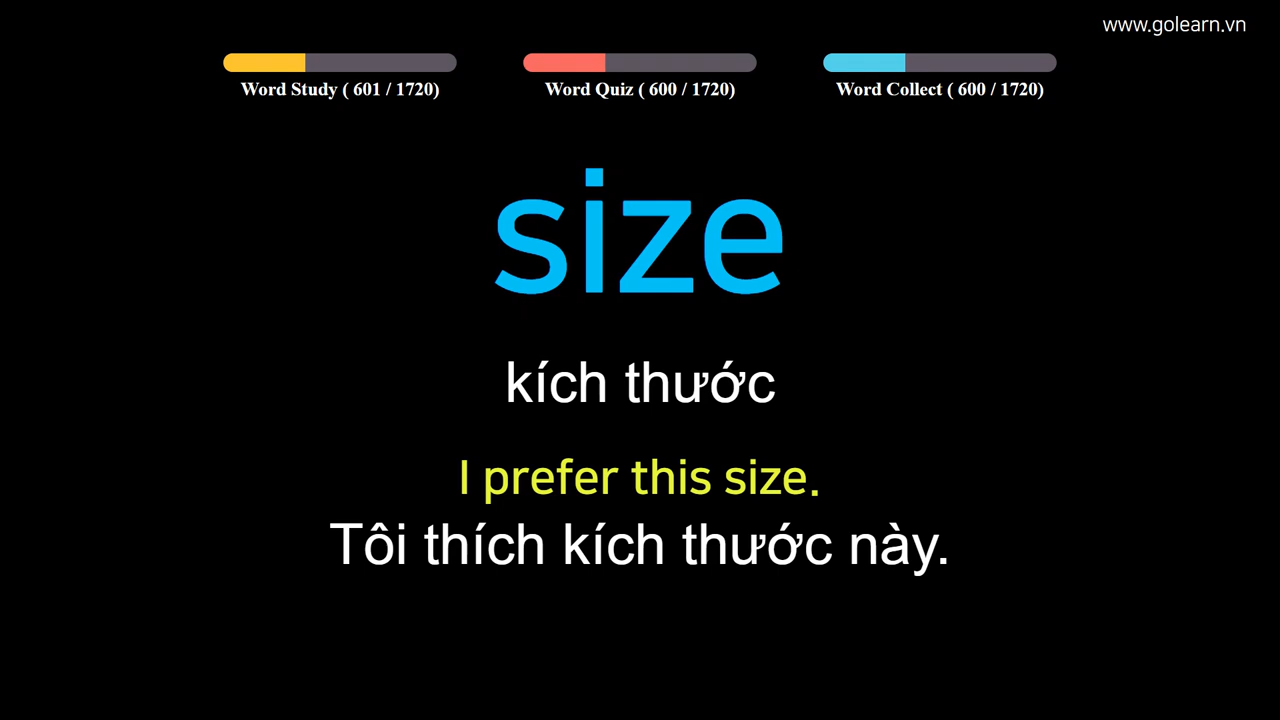 www.golearn.vn
Word Study ( 601 / 1720)
Word Quiz ( 600 / 1720)
Word Collect ( 600 / 1720)
size
kích thước
I prefer this size.
Tôi thích kích thước này.